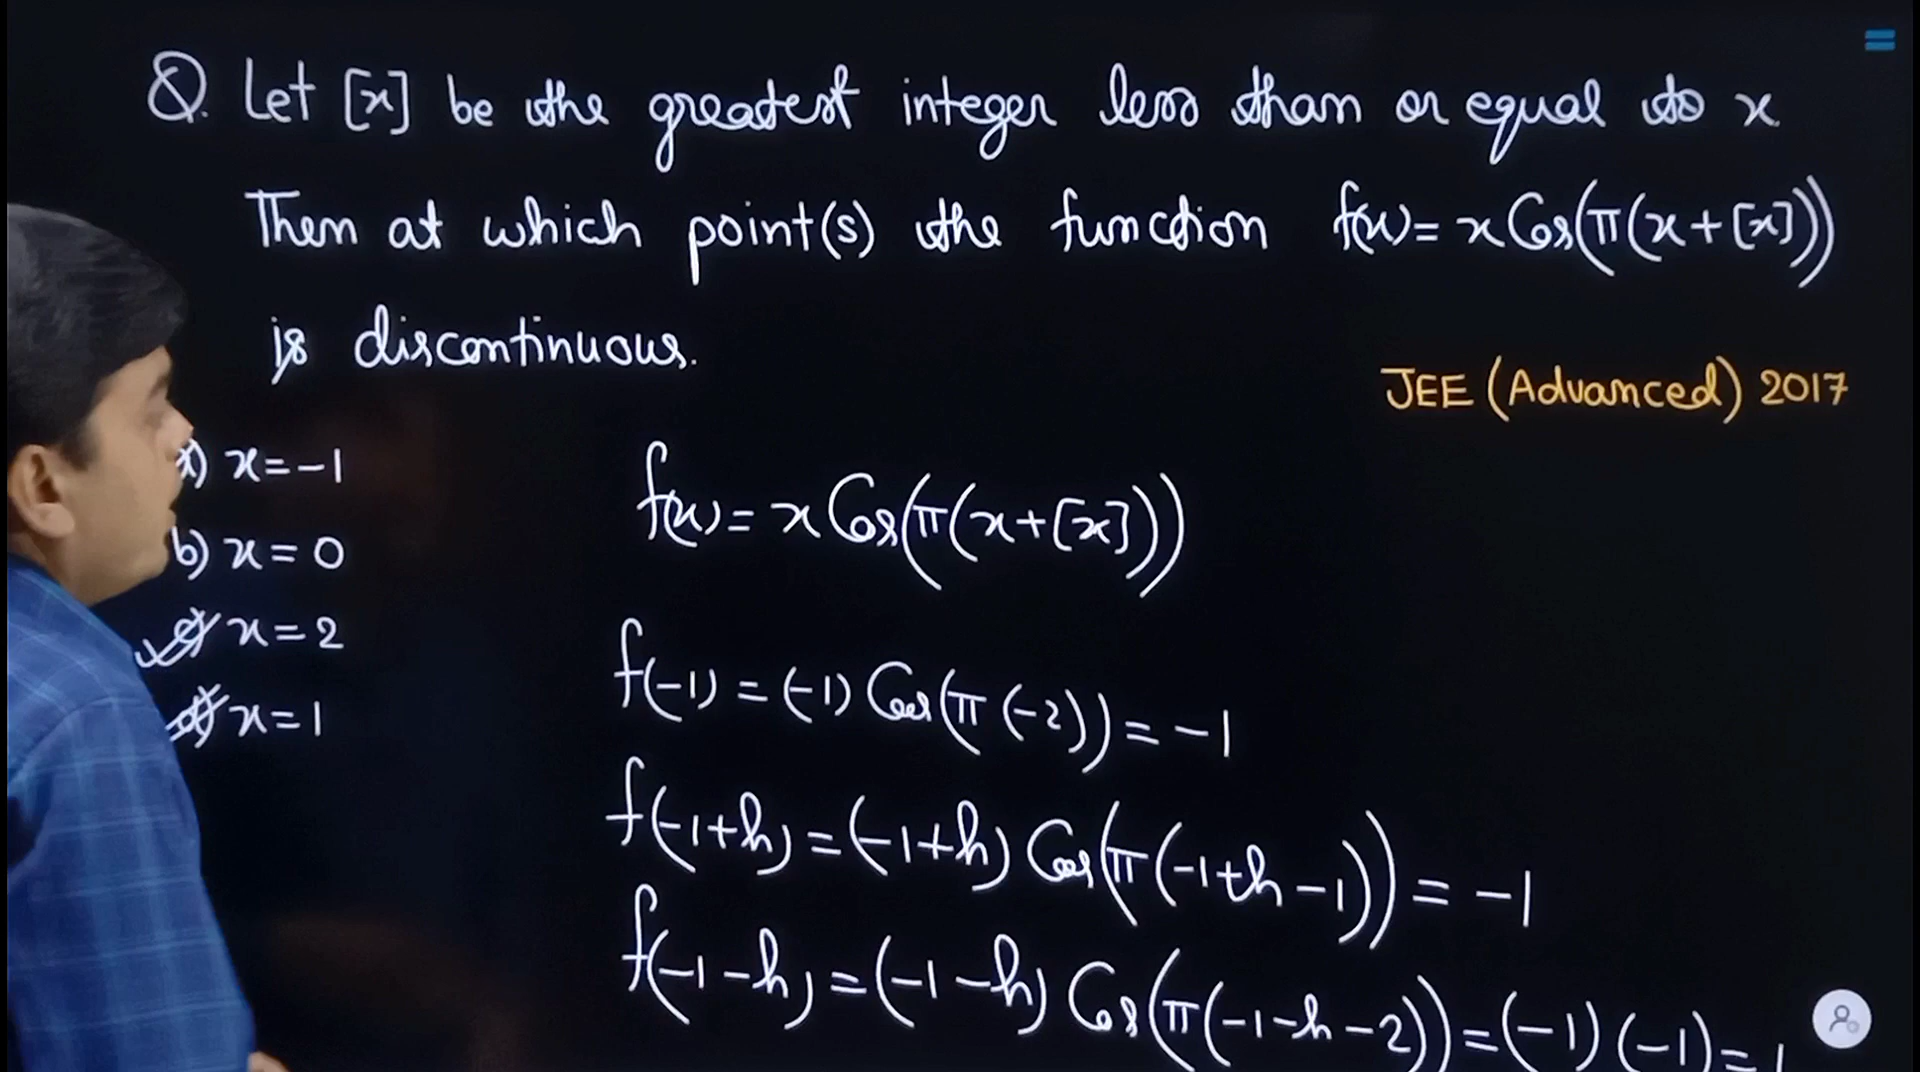 Q. Let [x] be the greatest integer less than or equal to x.
Then at which point(s) the function f(x) = x Cos(π(x+[x]))
is discontinuous.
JEE (Advanced) 2017
a) x = -1
b) x = 0
c) x = 2
d) x = 1
f(x) = x Cos(π(x+[x]))
f(-1) = (-1) Cos(π(-2)) = -1
f(-1+h) = (-1+h) Cos(π(-1+h-1)) = -1
f(-1-h) = (-1-h) Cos(π(-1-h-2)) = (-1)(-1) = 1